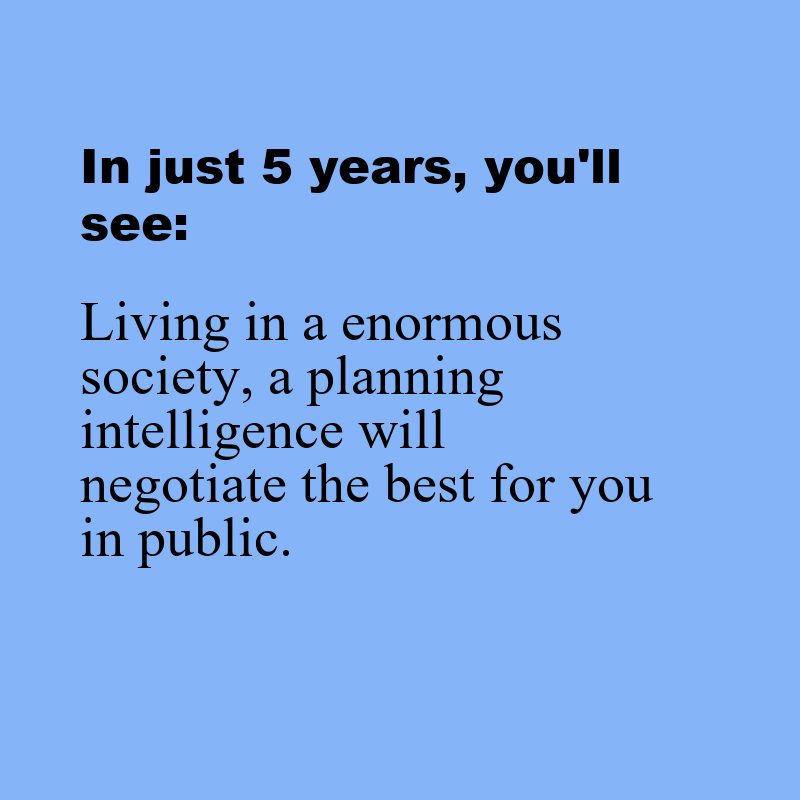 In just 5 years, you'll
see:
Living in a enormous
society, a planning
intelligence will
negotiate the best for you
in public.